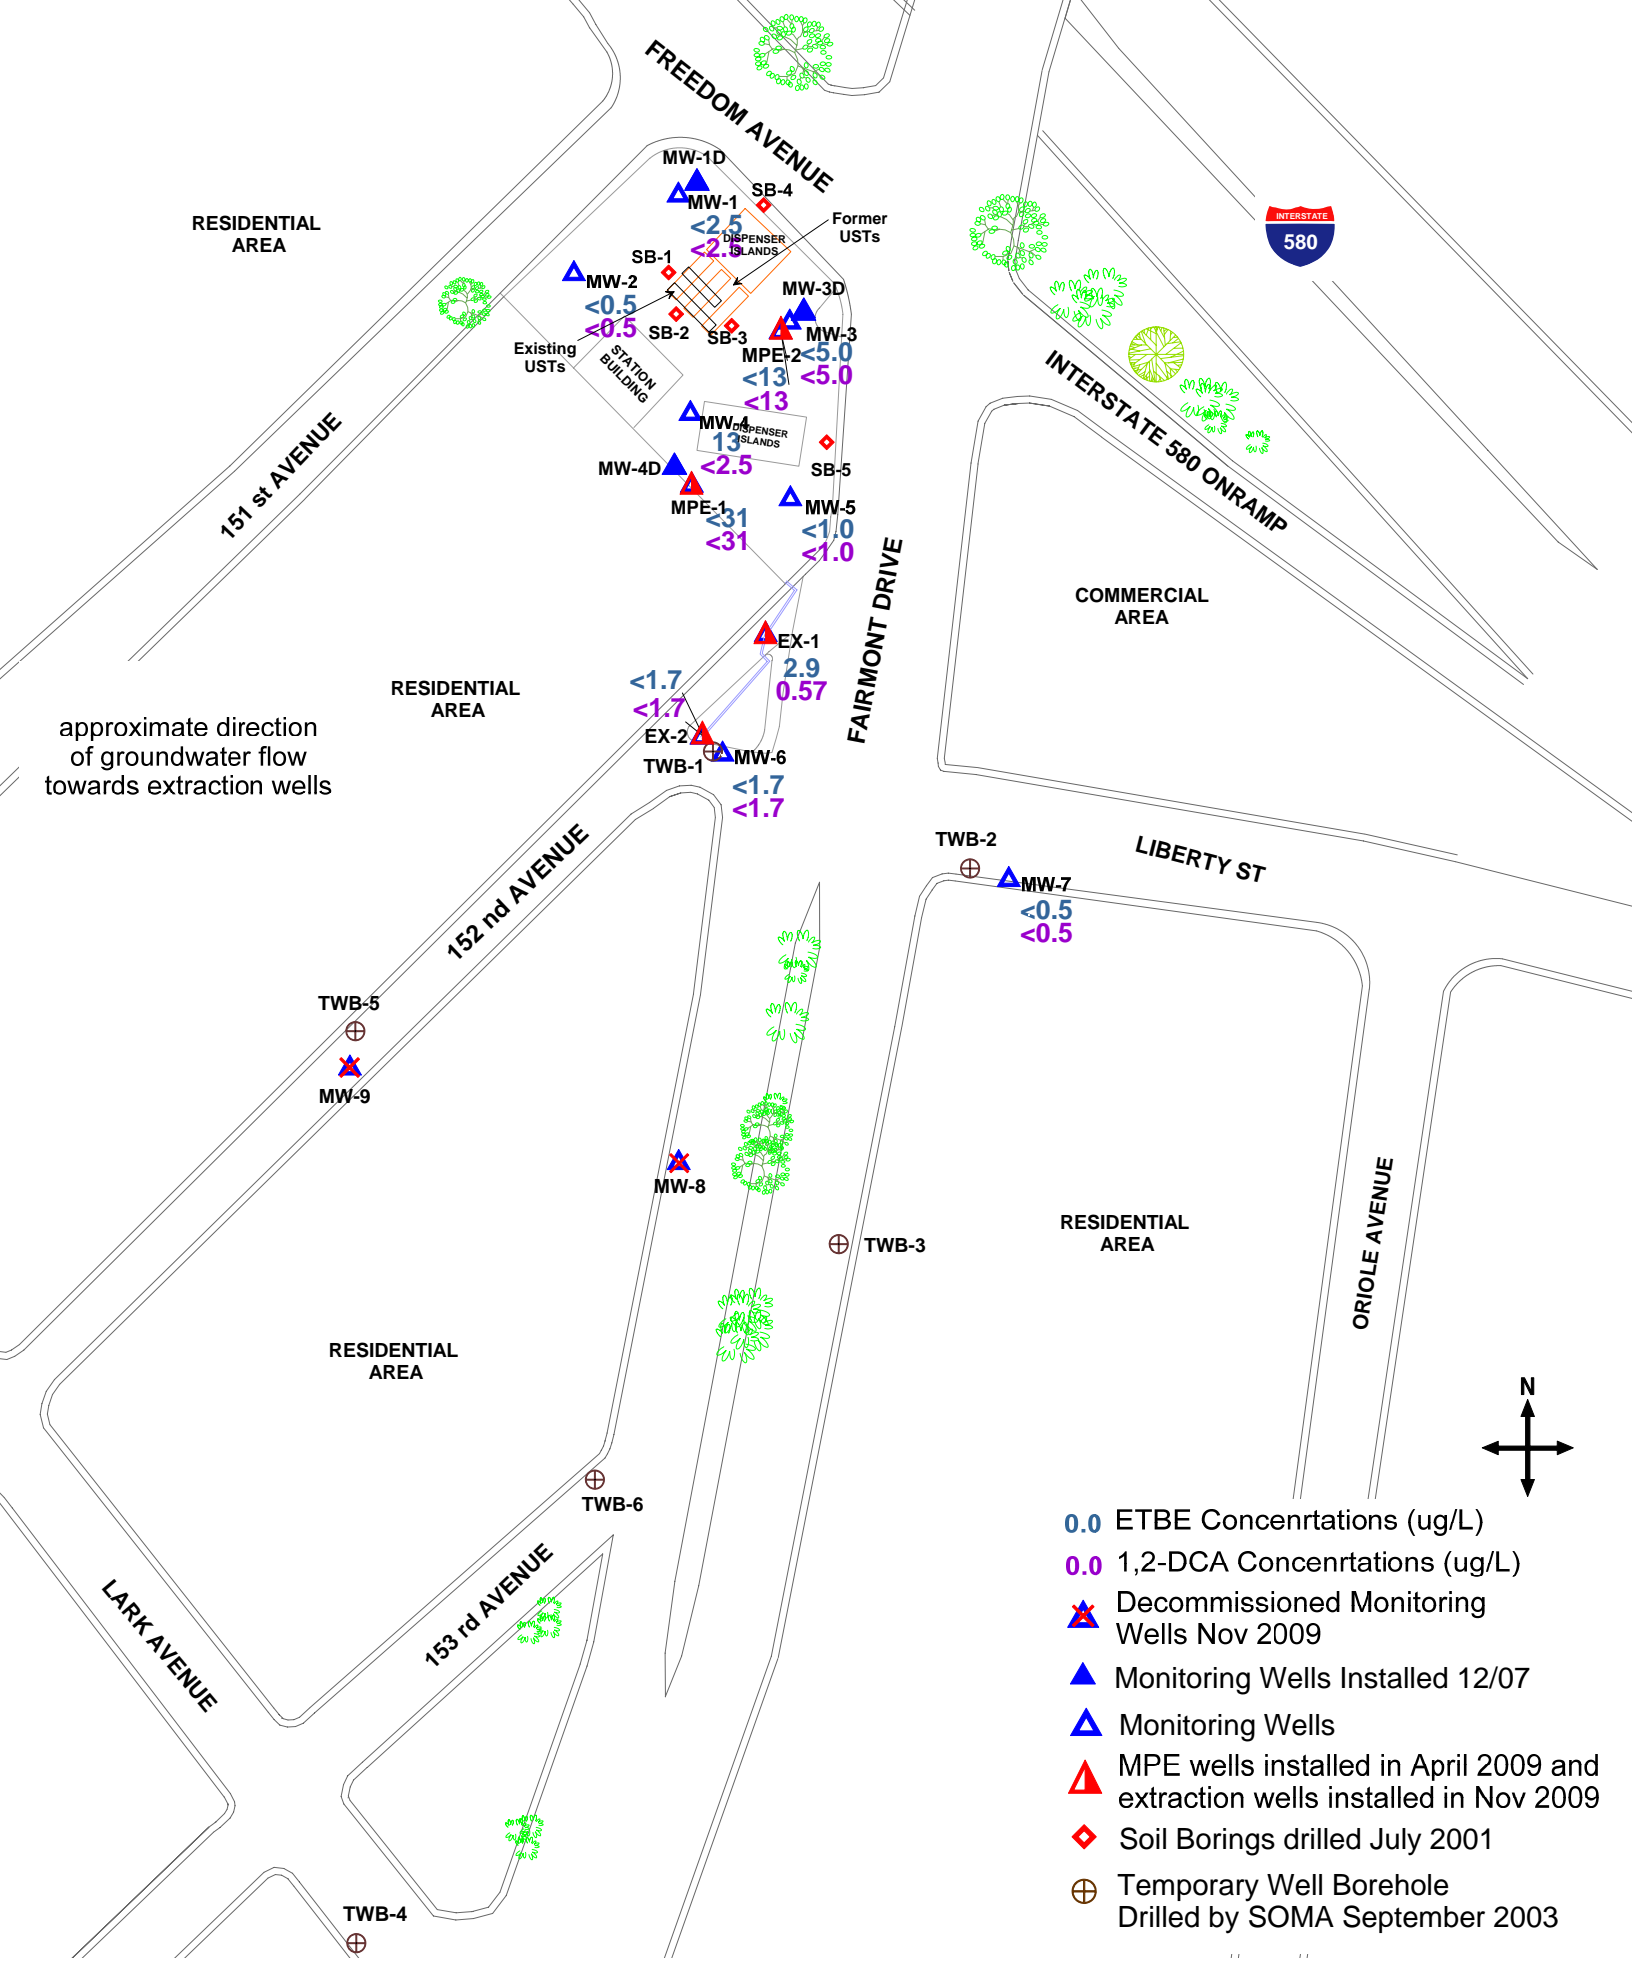 FREEDOM AVENUE
MW-1D
MW-1
<2.5
<2.5
SB-4
Former
USTs
DISPENSER
ISLANDS
RESIDENTIAL
AREA
INTERSTATE
580
SB-1
MW-2
<0.5
<0.5
MW-3D
SB-2
SB-3
MW-3
<5.0
<5.0
MPE-2
<13
<13
Existing
USTs
STATION
BUILDING
MW-4
13
<2.5
DISPENSER
ISLANDS
INTERSTATE 580 ONRAMP
151 st AVENUE
MW-4D
SB-5
MPE-1
<31
<31
MW-5
<1.0
<1.0
FAIRMONT DRIVE
COMMERCIAL
AREA
EX-1
2.9
0.57
RESIDENTIAL
AREA
<1.7
<1.7
EX-2
TWB-1
MW-6
<1.7
<1.7
approximate direction
of groundwater flow
towards extraction wells
152 nd AVENUE
TWB-2
LIBERTY ST
MW-7
<0.5
<0.5
TWB-5
MW-9
MW-8
TWB-3
RESIDENTIAL
AREA
ORIOLE AVENUE
RESIDENTIAL
AREA
N
TWB-6
153 rd AVENUE
LARK AVENUE
TWB-4
0.0 ETBE Concenrtations (ug/L)
0.0 1,2-DCA Concenrtations (ug/L)
Decommissioned Monitoring
Wells Nov 2009
Monitoring Wells Installed 12/07
Monitoring Wells
MPE wells installed in April 2009 and
extraction wells installed in Nov 2009
Soil Borings drilled July 2001
Temporary Well Borehole
Drilled by SOMA September 2003